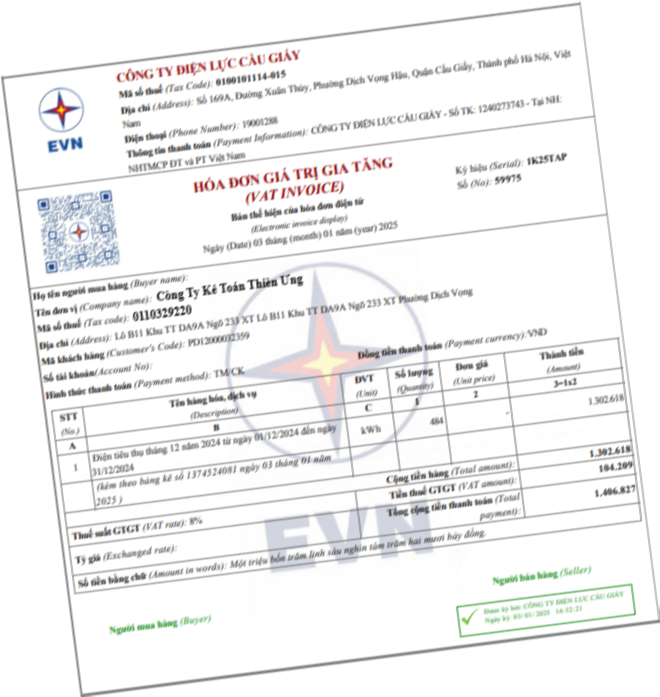 CÔNG TY ĐIỆN LỰC CẦU GIẤY
Mã số thuế (Tax Code): 0100101114-015
Địa chỉ (Address): Số 169A, Đường Xuân Thủy, Phường Dịch Vọng Hậu, Quận Cầu Giấy, Thành phố Hà Nội, Việt
Nam
Điện thoại (Phone Number): 19001288
Thông tin thanh toán (Payment Information): CÔNG TY ĐIỆN LỰC CẦU GIẤY - Số TK: 1240273743 - Tại NH:
NHTMCP ĐT và PT Việt Nam
EVN
HÓA ĐƠN GIÁ TRỊ GIA TĂNG
(VAT INVOICE)
Bản thể hiện của hóa đơn điện tử
(Electronic invoice display)
Ngày (Date) 03 tháng (month) 01 năm (year) 2025
Ký hiệu (Serial): 1K25TAP
Số (No): 59975
Họ tên người mua hàng (Buyer name):
Tên đơn vị (Company name): Công Ty Kế Toán Thiên Ưng
Mã số thuế (Tax code): 0110329220
Địa chỉ (Address): Lô B11 Khu TT DA9A Ngõ 233 XT Lô B11 Khu TT DA9A Ngõ 233 XT Phường Dịch Vọng
Mã khách hàng (Customer's Code): PD12000032359
Số tài khoản/Account No):
Hình thức thanh toán (Payment method): TM/CK
Đồng tiền thanh toán (Payment currency): VND
STT (No.) Tên hàng hóa, dịch vụ (Description) ĐVT (Unit) Số lượng (Quantity) Đơn giá (Unit price) Thành tiền (Amount)
A B C 1 2 3=1x2
1 Điện tiêu thụ tháng 12 năm 2024 từ ngày 01/12/2024 đến ngày kWh 484 - 1.302.618
31/12/2024
(kèm theo bảng kê số 1374524081 ngày 03 tháng 01 năm
2025 )
Cộng tiền hàng (Total amount): 1.302.618
Thuế suất GTGT (VAT rate): 8% Tiền thuế GTGT (VAT amount): 104.209
Tỷ giá (Exchanged rate): Tổng cộng tiền thanh toán (Total payment): 1.406.827
Số tiền bằng chữ (Amount in words): Một triệu bốn trăm linh sáu nghìn tám trăm hai mươi bảy đồng.
EVN
Người mua hàng (Buyer)
Người bán hàng (Seller)
Được ký bởi: CÔNG TY ĐIỆN LỰC CẦU GIẤY
Ngày ký: 03/01/2025 16:52:21